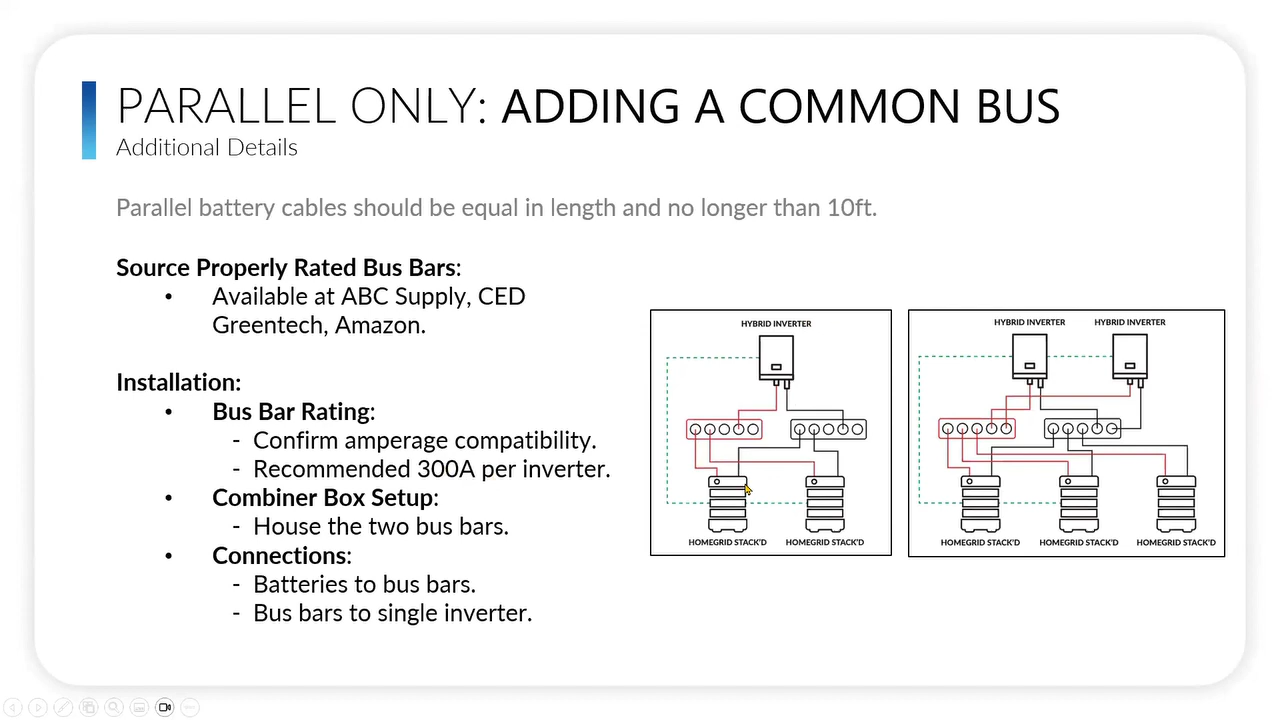 PARALLEL ONLY: ADDING A COMMON BUS
Additional Details
Parallel battery cables should be equal in length and no longer than 10ft.
Source Properly Rated Bus Bars:
• Available at ABC Supply, CED
Greentech, Amazon.
Installation:
• Bus Bar Rating:
- Confirm amperage compatibility.
- Recommended 300A per inverter.
• Combiner Box Setup:
- House the two bus bars.
• Connections:
- Batteries to bus bars.
- Bus bars to single inverter.
HYBRID INVERTER
HOMEGRID STACK'D HOMEGRID STACK'D
HYBRID INVERTER HYBRID INVERTER
HOMEGRID STACK'D HOMEGRID STACK'D HOMEGRID STACK'D